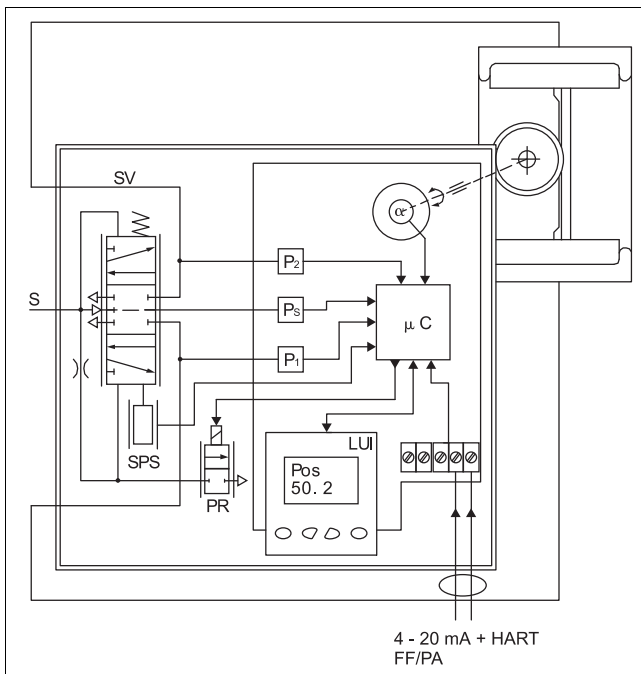 SV
α
P₂
S
Pₛ
μ C
P₁
LUI
SPS
Pos
50. 2
PR
4 - 20 mA + HART
FF/PA